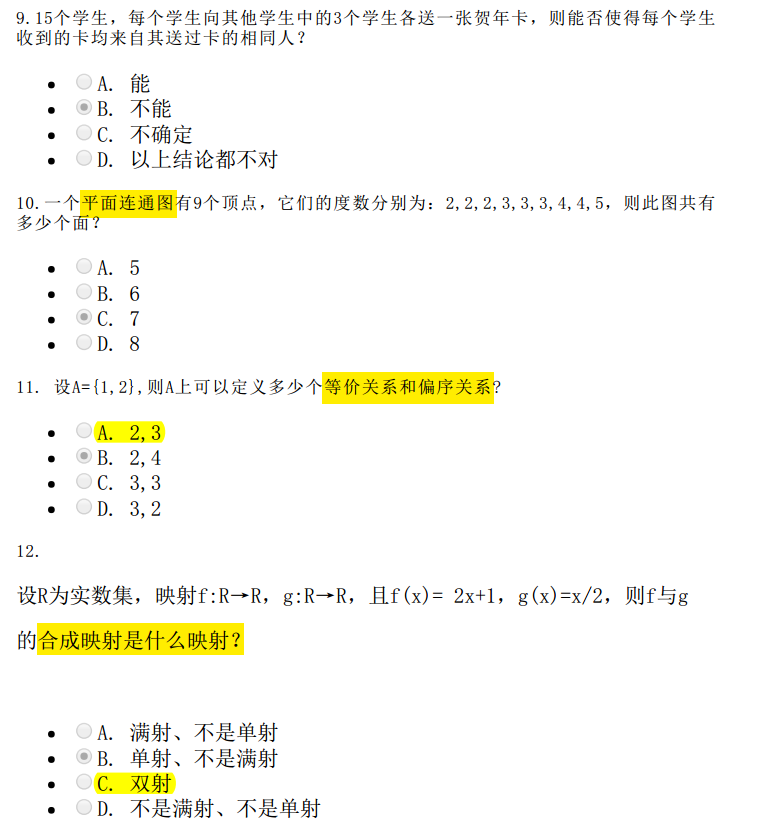 9.15个学生，每个学生向其他学生中的3个学生各送一张贺年卡，则能否使得每个学生
收到的卡均来自其送过卡的相同人？
A. 能
B. 不能
C. 不确定
D. 以上结论都不对
10.一个平面连通图有9个顶点，它们的度数分别为：2,2,2,3,3,3,4,4,5，则此图共有
多少个面？
A. 5
B. 6
C. 7
D. 8
11. 设A={1,2},则A上可以定义多少个等价关系和偏序关系?
A. 2,3
B. 2,4
C. 3,3
D. 3,2
12.
设R为实数集，映射f:R→R，g:R→R，且f(x)= 2x+1，g(x)=x/2，则f与g
的合成映射是什么映射？
A. 满射、不是单射
B. 单射、不是满射
C. 双射
D. 不是满射、不是单射